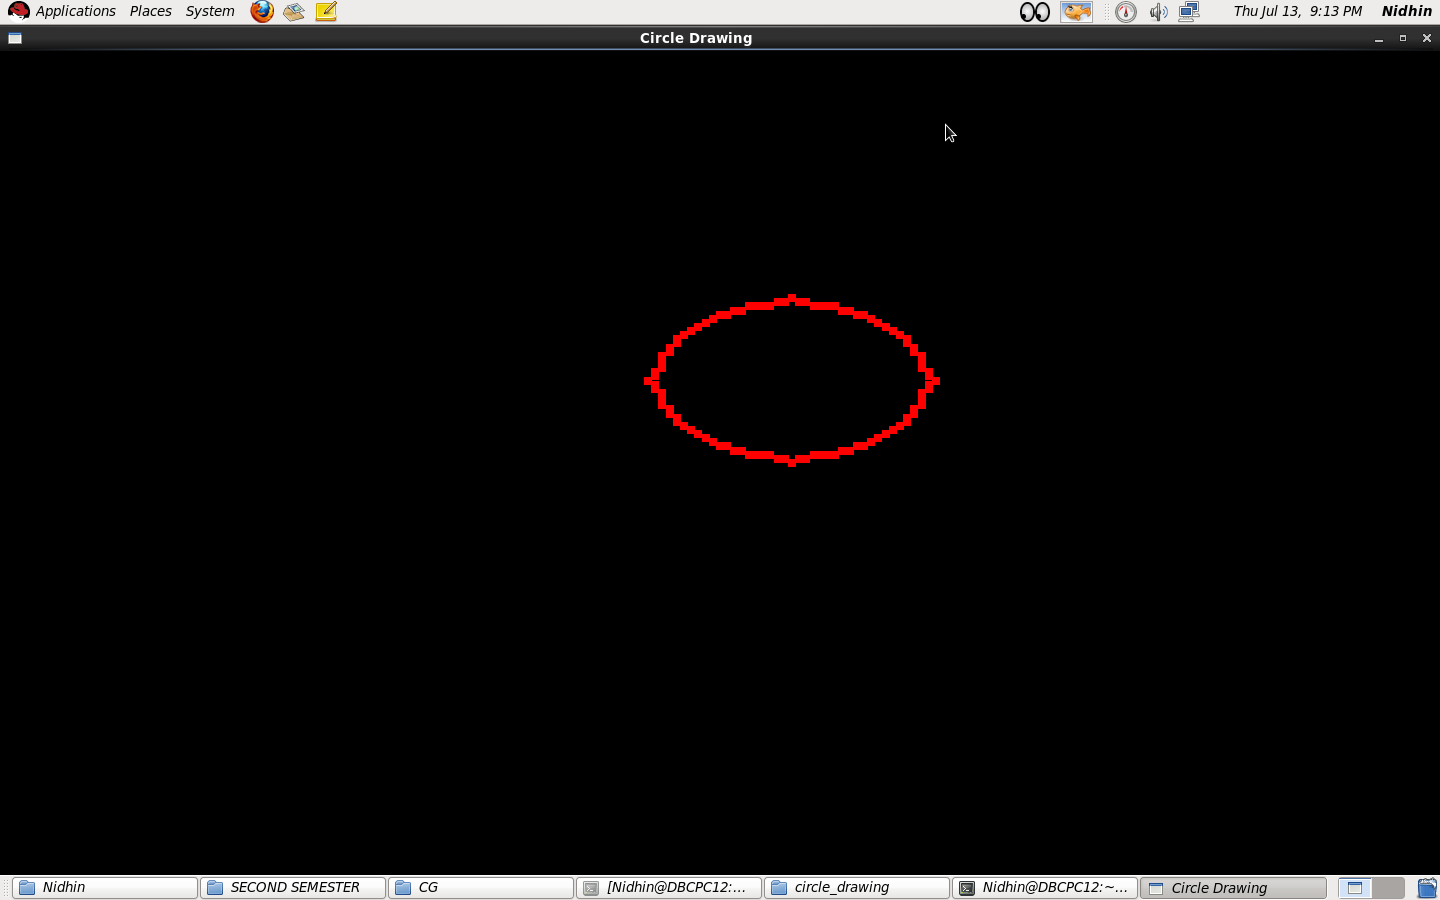 Applications Places System Thu Jul 13, 9:13 PM Nidhin
Circle Drawing
Nidhin SECOND SEMESTER CG [Nidhin@DBCPC12:... circle_drawing Nidhin@DBCPC12:~... Circle Drawing